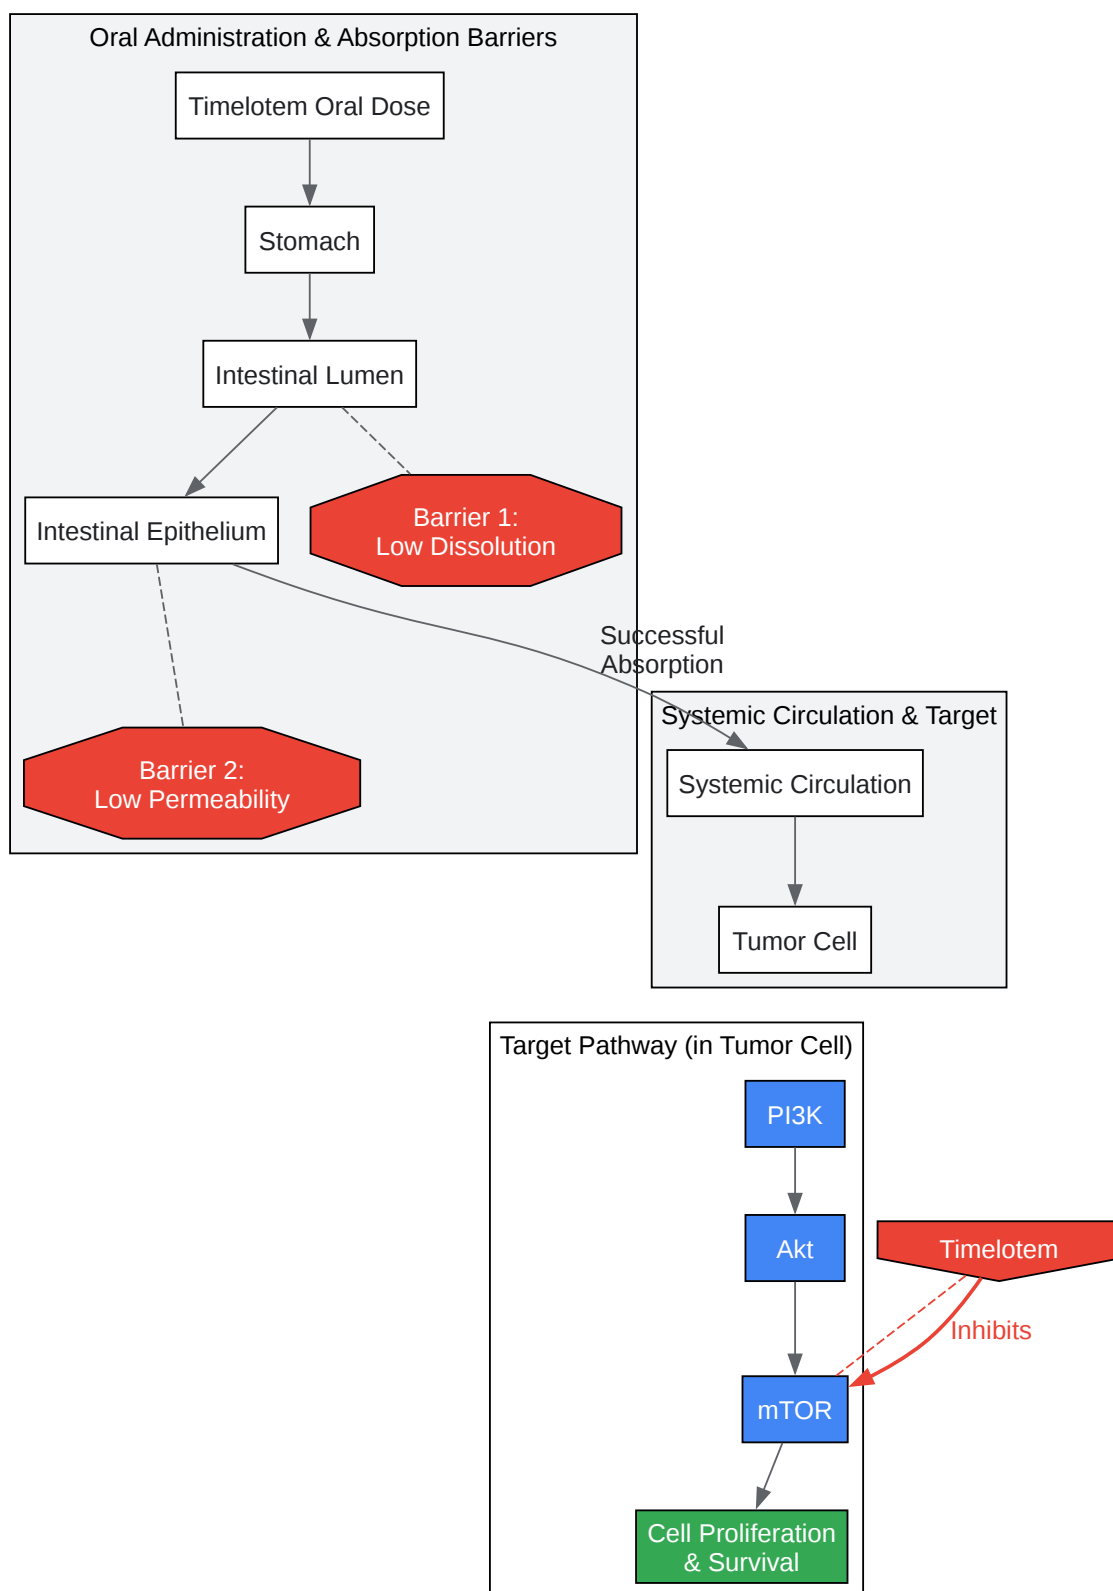 Oral Administration & Absorption Barriers
Timelotem Oral Dose
Stomach
Intestinal Lumen
Intestinal Epithelium
Barrier 1:
Low Dissolution
Successful
Absorption
Barrier 2:
Low Permeability
Systemic Circulation & Target
Systemic Circulation
Tumor Cell
Target Pathway (in Tumor Cell)
PI3K
Akt
Timelotem
Inhibits
mTOR
Cell Proliferation
& Survival